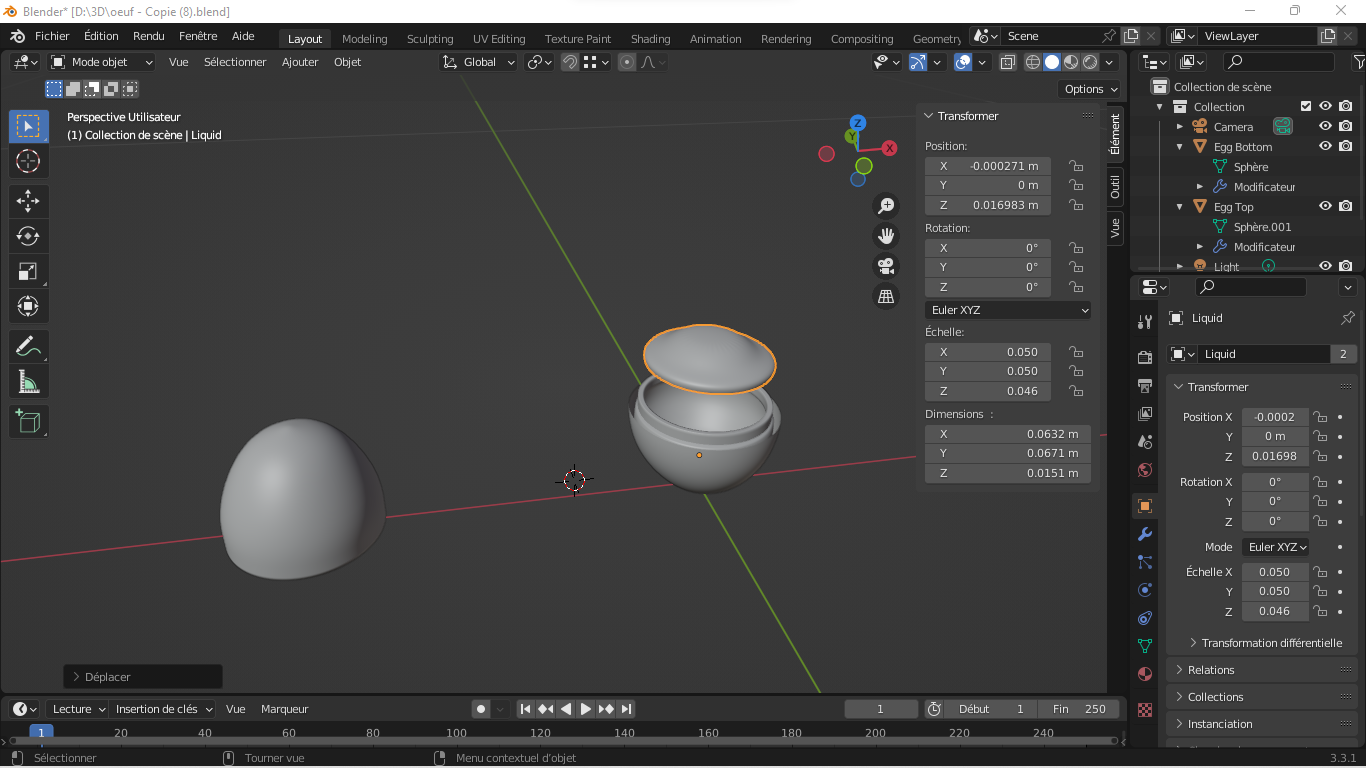 Blender* [D:\3D\oeuf - Copie (8).blend]
Fichier Édition Rendu Fenêtre Aide Layout Modeling Sculpting UV Editing Texture Paint Shading Animation Rendering Compositing Geometry Scene ViewLayer
Mode objet Vue Sélectionner Ajouter Objet Global
Options
Perspective Utilisateur
(1) Collection de scène | Liquid
Z
Y
X
Transformer
Position:
X -0.000271 m
Y 0 m
Z 0.016983 m
Rotation:
X 0°
Y 0°
Z 0°
Euler XYZ
Échelle:
X 0.050
Y 0.050
Z 0.046
Dimensions :
X 0.0632 m
Y 0.0671 m
Z 0.0151 m
Élément
Outil
Vue
Collection de scène
Collection
Camera
Egg Bottom
Sphère
Modificateur
Egg Top
Sphère.001
Modificateur
Light
Liquid
Liquid 2
Transformer
Position X -0.0002
Y 0 m
Z 0.01698
Rotation X 0°
Y 0°
Z 0°
Mode Euler XYZ
Échelle X 0.050
Y 0.050
Z 0.046
Transformation différentielle
Relations
Collections
Instanciation
Déplacer
Lecture Insertion de clés Vue Marqueur 1 Début 1 Fin 250
1 20 40 60 80 100 120 140 160 180 200 220 240
Sélectionner Tourner vue Menu contextuel d'objet 3.3.1